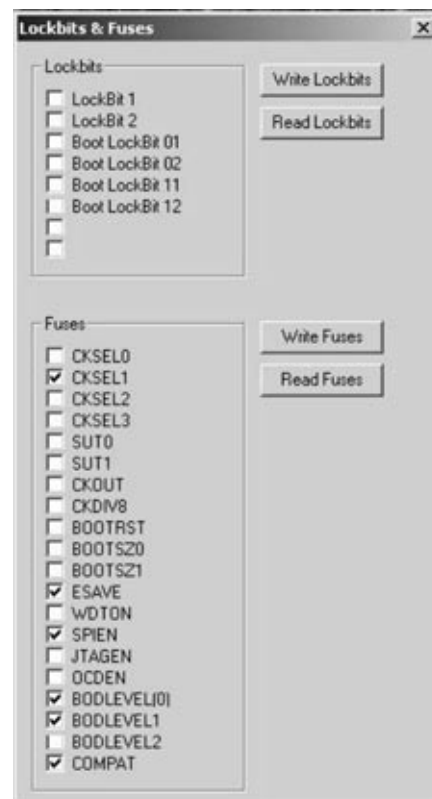 Lockbits & Fuses
Lockbits
LockBit 1
LockBit 2
Boot LockBit 01
Boot LockBit 02
Boot LockBit 11
Boot LockBit 12
Write Lockbits
Read Lockbits
Fuses
CKSEL0
CKSEL1
CKSEL2
CKSEL3
SUT0
SUT1
CKOUT
CKDIV8
BOOTRST
BOOTSZ0
BOOTSZ1
ESAVE
WDTON
SPIEN
JTAGEN
OCDEN
BODLEVEL(0)
BODLEVEL1
BODLEVEL2
COMPAT
Write Fuses
Read Fuses